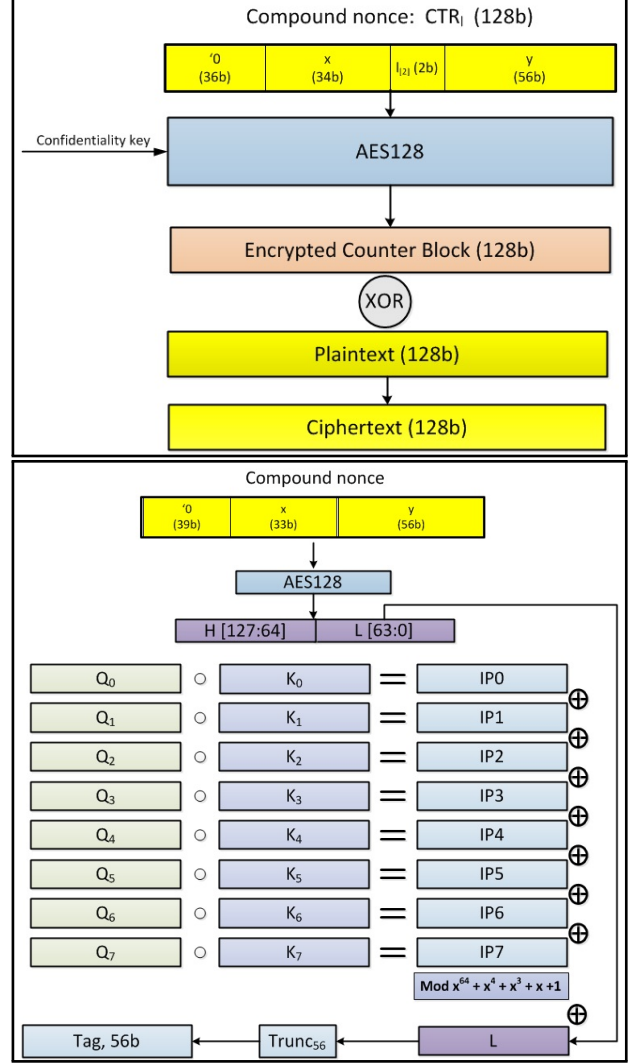 Compound nonce: CTRI (128b)
‘0 x I[2] (2b) y
(36b) (34b) (56b)
Confidentiality key
AES128
Encrypted Counter Block (128b)
XOR
Plaintext (128b)
Ciphertext (128b)
Compound nonce
‘0 x y
(39b) (33b) (56b)
AES128
H [127:64] L [63:0]
Q0 ○ K0 = IP0
⊕
Q1 ○ K1 = IP1
⊕
Q2 ○ K2 = IP2
⊕
Q3 ○ K3 = IP3
⊕
Q4 ○ K4 = IP4
⊕
Q5 ○ K5 = IP5
⊕
Q6 ○ K6 = IP6
⊕
Q7 ○ K7 = IP7
Mod x^64 + x^4 + x^3 + x +1
⊕
Tag, 56b Trunc56 L